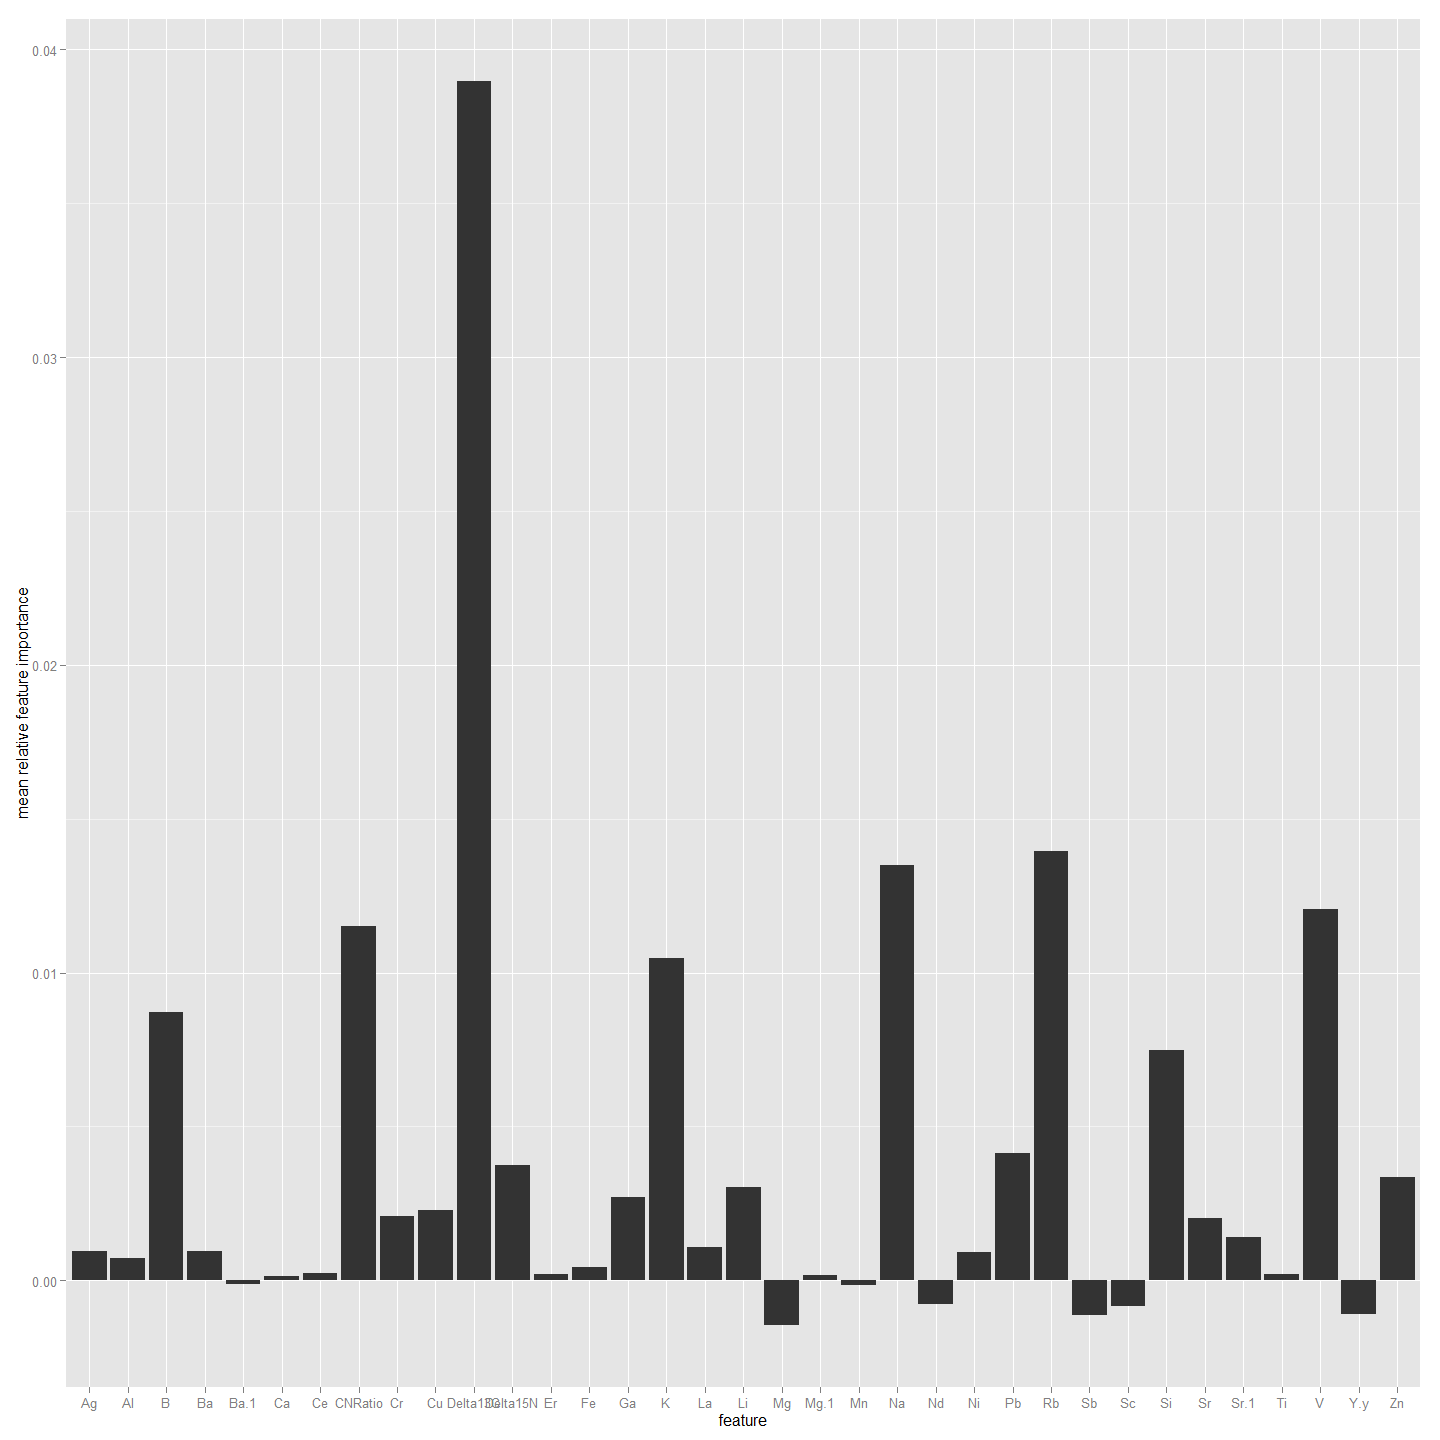 0.04
0.03
0.02
0.01
0.00
mean relative feature importance
Ag Al B Ba Ba.1 Ca Ce CNRatio Cr Cu Delta13C Delta15N Er Fe Ga K La Li Mg Mg.1 Mn Na Nd Ni Pb Rb Sb Sc Si Sr Sr.1 Ti V Y.y Zn
feature